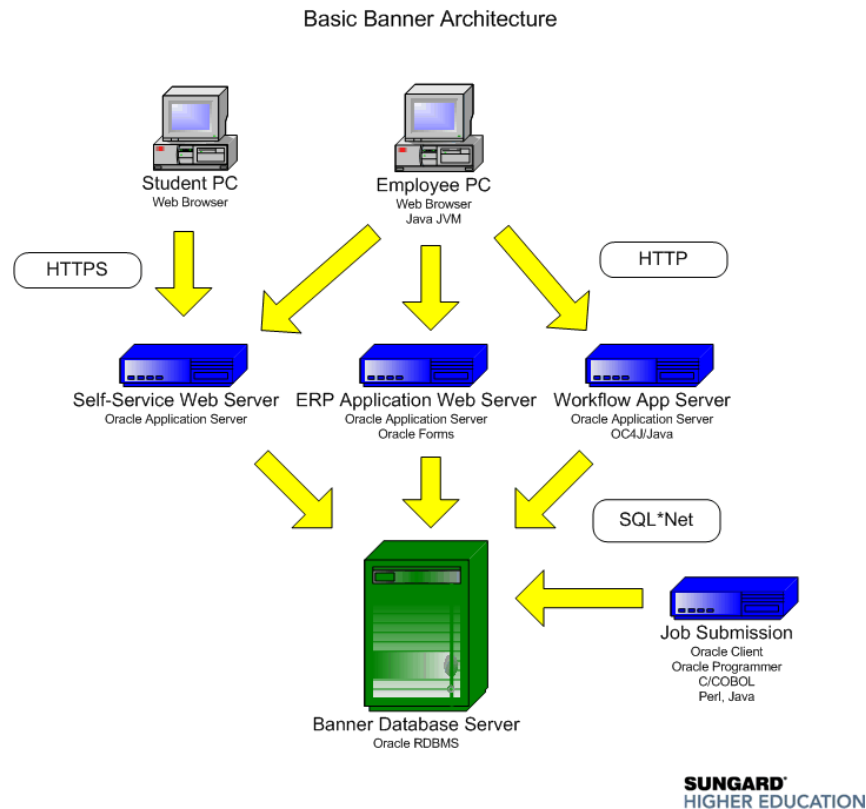 Basic Banner Architecture
Student PC
Web Browser
Employee PC
Web Browser
Java JVM
HTTPS
HTTP
Self-Service Web Server
Oracle Application Server
ERP Application Web Server
Oracle Application Server
Oracle Forms
Workflow App Server
Oracle Application Server
OC4J/Java
SQL*Net
Job Submission
Oracle Client
Oracle Programmer
C/COBOL
Perl, Java
Banner Database Server
Oracle RDBMS
SUNGARD'
HIGHER EDUCATION